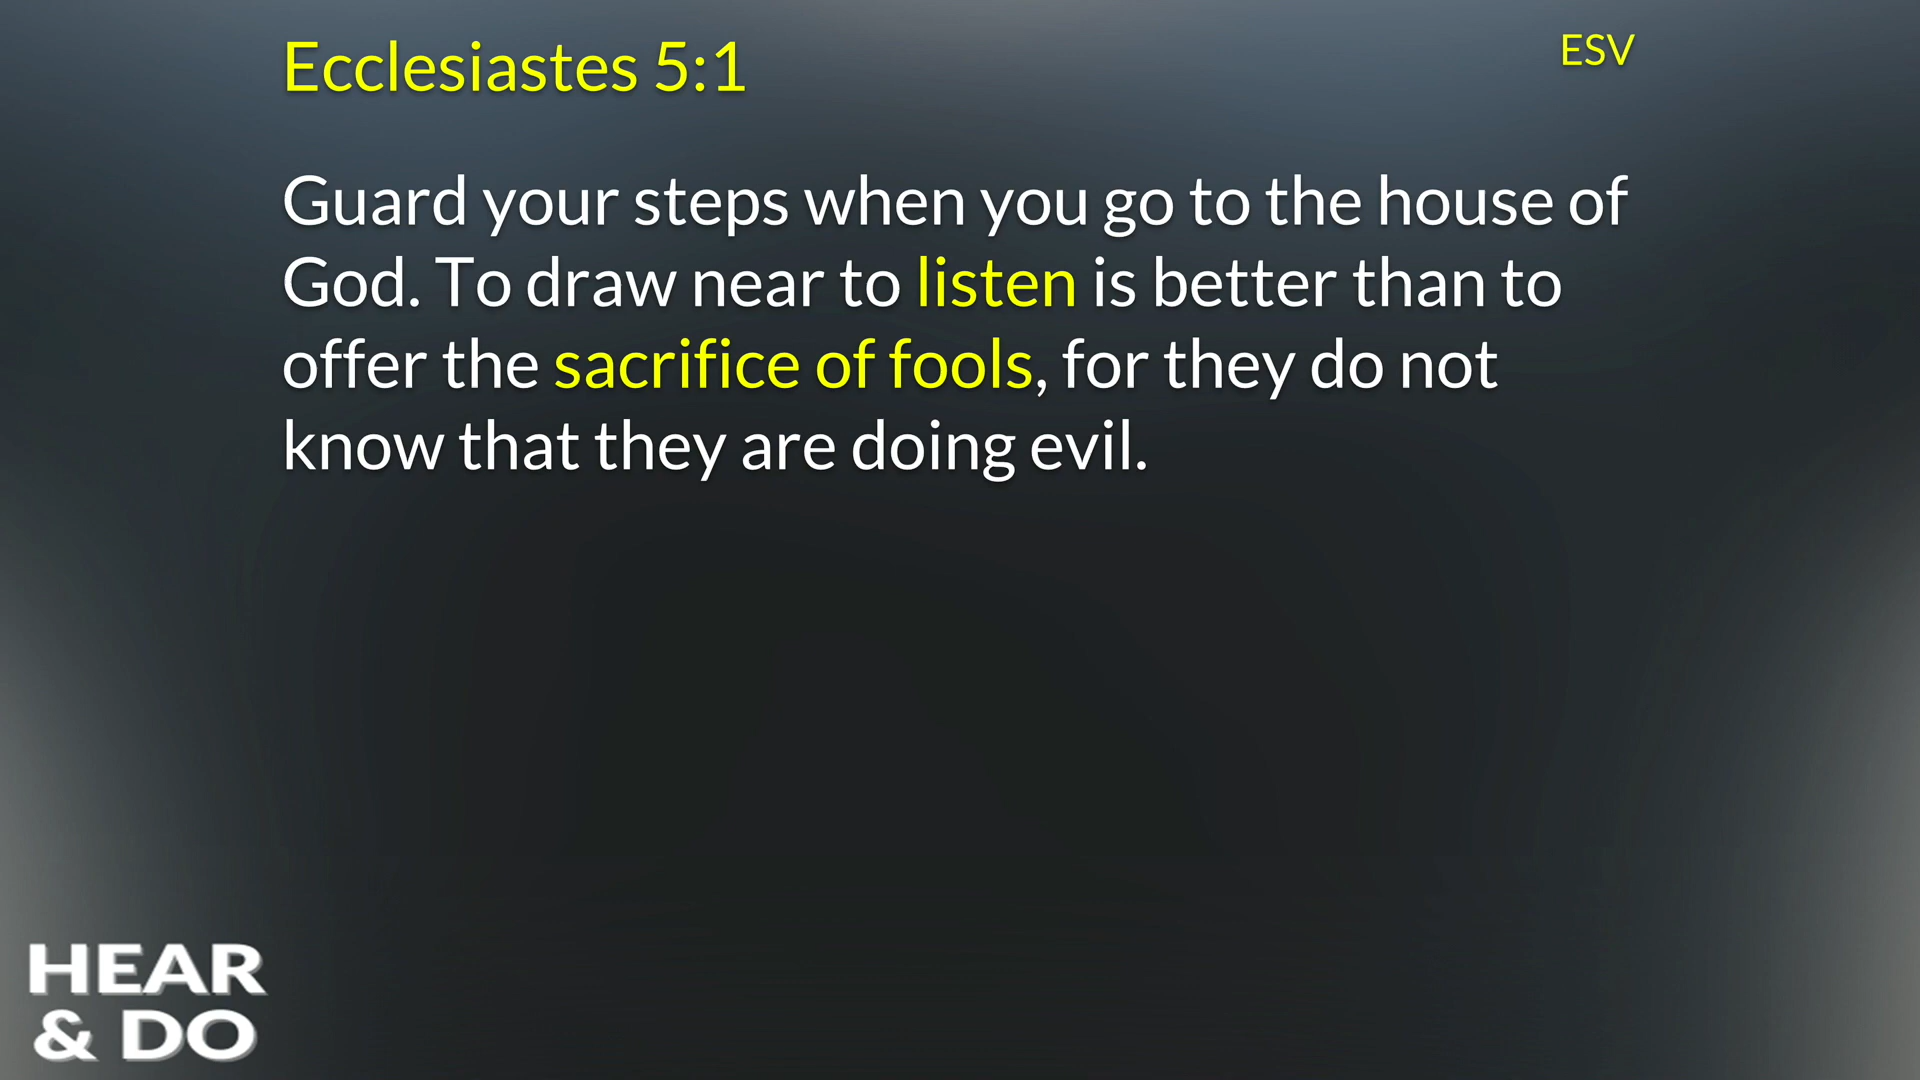 Ecclesiastes 5:1
ESV
Guard your steps when you go to the house of
God. To draw near to listen is better than to
offer the sacrifice of fools, for they do not
know that they are doing evil.
HEAR
& DO